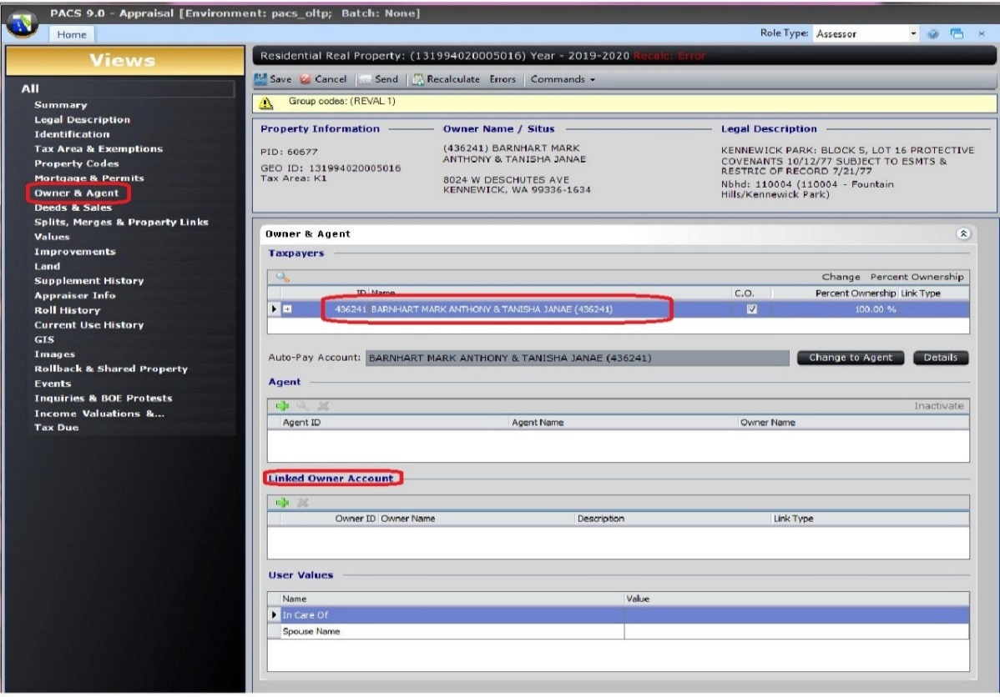 PACS 9.0 - Appraisal [Environment: pacs_oltp; Batch: None]
Home
Role Type: Assessor
Views
All
Summary
Legal Description
Identification
Tax Area & Exemptions
Property Codes
Mortgage & Permits
Owner & Agent
Deeds & Sales
Splits, Merges & Property Links
Values
Improvements
Land
Supplement History
Appraiser Info
Roll History
Current Use History
GIS
Images
Rollback & Shared Property
Events
Inquiries & BOE Protests
Income Valuations &...
Tax Due
Residential Real Property: (131994020005016) Year - 2019-2020 Recalc: Error
Save Cancel Send Recalculate Errors Commands
Group codes: (REVAL 1)
Property Information
PID: 60677
GEO ID: 131994020005016
Tax Area: K1
Owner Name / Situs
(436241) BARNHART MARK
ANTHONY & TANISHA JANAE
8024 W DESCHUTES AVE
KENNEWICK, WA 99336-1634
Legal Description
KENNEWICK PARK: BLOCK 5, LOT 16 PROTECTIVE
COVENANTS 10/12/77 SUBJECT TO ESMTS &
RESTRIC OF RECORD 7/21/77
Nbhd: 110004 (110004 - Fountain
Hills/Kennewick Park)
Owner & Agent
Taxpayers
Change Percent Ownership
ID Name C.O. Percent Ownership Link Type
436241 BARNHART MARK ANTHONY & TANISHA JANAE (436241) 100.00 %
Auto-Pay Account: BARNHART MARK ANTHONY & TANISHA JANAE (436241) Change to Agent Details
Agent
Inactivate
Agent ID Agent Name Owner Name
Linked Owner Account
Owner ID Owner Name Description Link Type
User Values
Name Value
In Care Of
Spouse Name